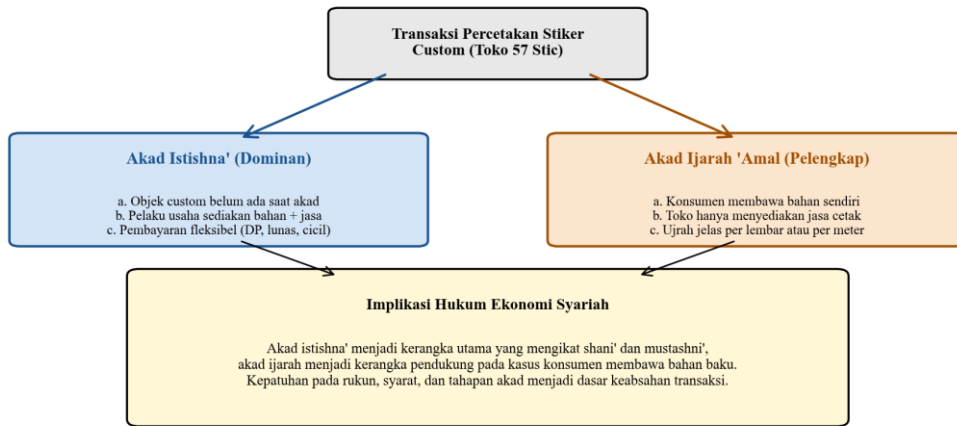 Transaksi Percetakan Stiker
Custom (Toko 57 Stic)
Akad Istishna' (Dominan)
a. Objek custom belum ada saat akad
b. Pelaku usaha sediakan bahan + jasa
c. Pembayaran fleksibel (DP, lunas, cicil)
Akad Ijarah 'Amal (Pelengkap)
a. Konsumen membawa bahan sendiri
b. Toko hanya menyediakan jasa cetak
c. Ujrah jelas per lembar atau per meter
Implikasi Hukum Ekonomi Syariah
Akad istishna' menjadi kerangka utama yang mengikat shani' dan mustashni',
akad ijarah menjadi kerangka pendukung pada kasus konsumen membawa bahan baku.
Kepatuhan pada rukun, syarat, dan tahapan akad menjadi dasar keabsahan transaksi.